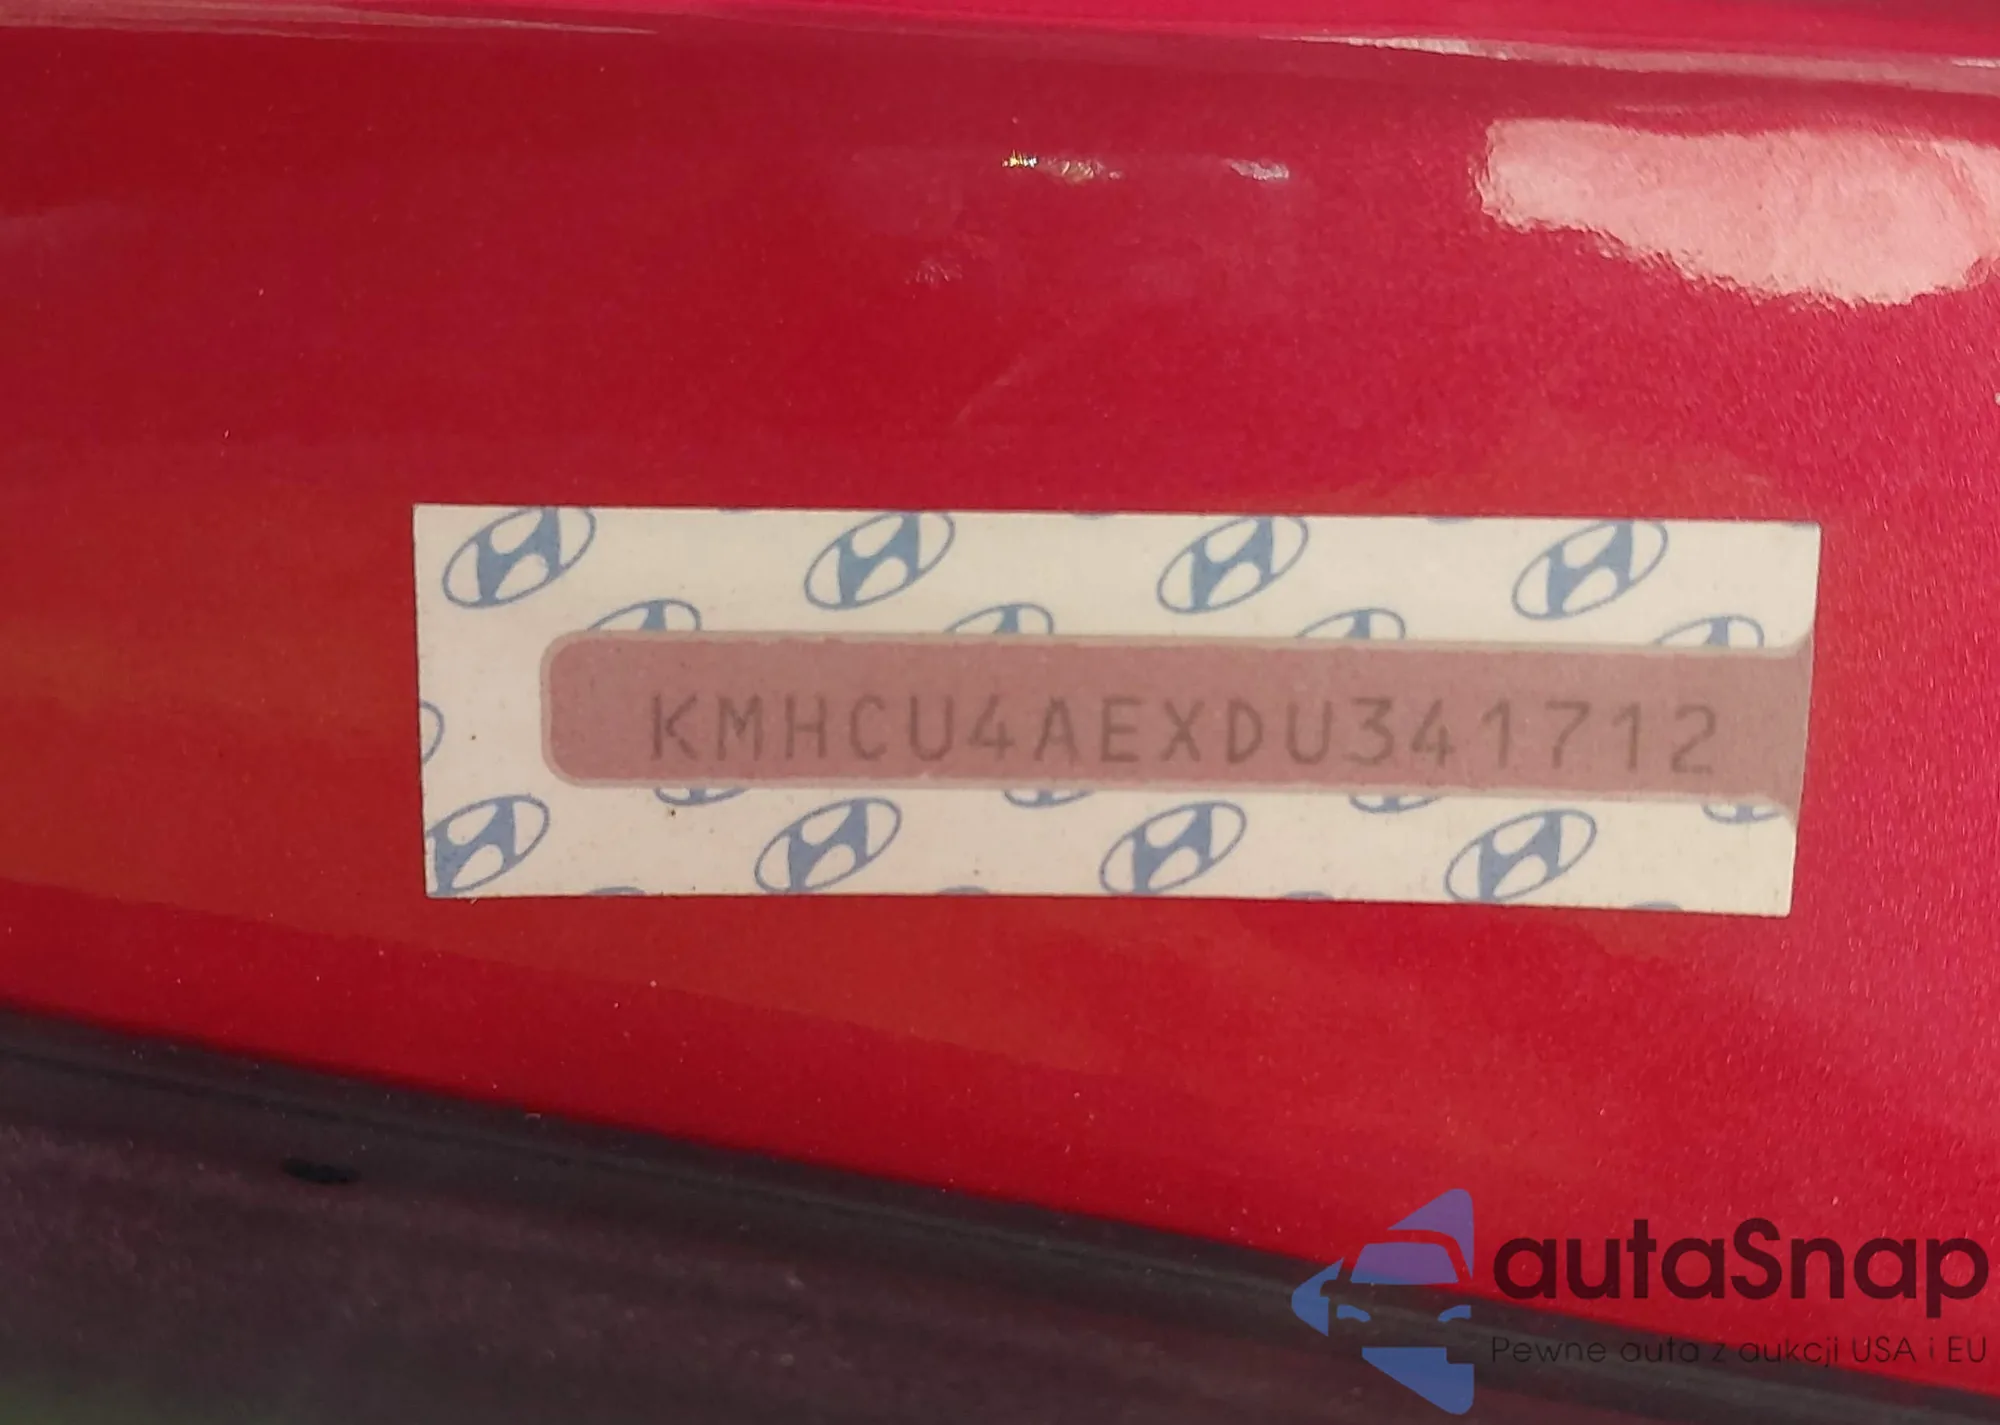 KMHCU4AEXDU341712
autaSnap
Pewne auta z aukcji USA i EU